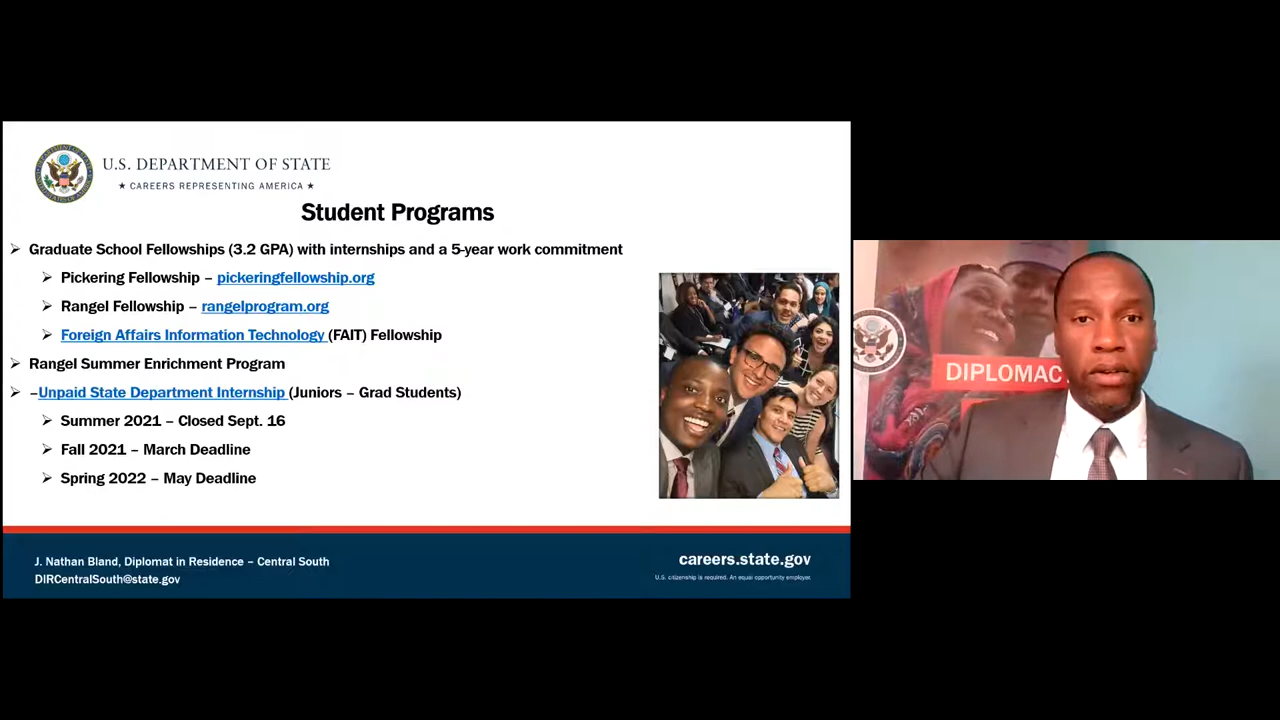 U.S. DEPARTMENT OF STATE
★ CAREERS REPRESENTING AMERICA ★
Student Programs
➢ Graduate School Fellowships (3.2 GPA) with internships and a 5-year work commitment
➢ Pickering Fellowship – pickeringfellowship.org
➢ Rangel Fellowship – rangelprogram.org
➢ Foreign Affairs Information Technology (FAIT) Fellowship
➢ Rangel Summer Enrichment Program
➢ –Unpaid State Department Internship (Juniors – Grad Students)
➢ Summer 2021 – Closed Sept. 16
➢ Fall 2021 – March Deadline
➢ Spring 2022 – May Deadline
J. Nathan Bland, Diplomat in Residence – Central South
DIRCentralSouth@state.gov
careers.state.gov
U.S. citizenship is required. An equal opportunity employer.
DIPLOMAC